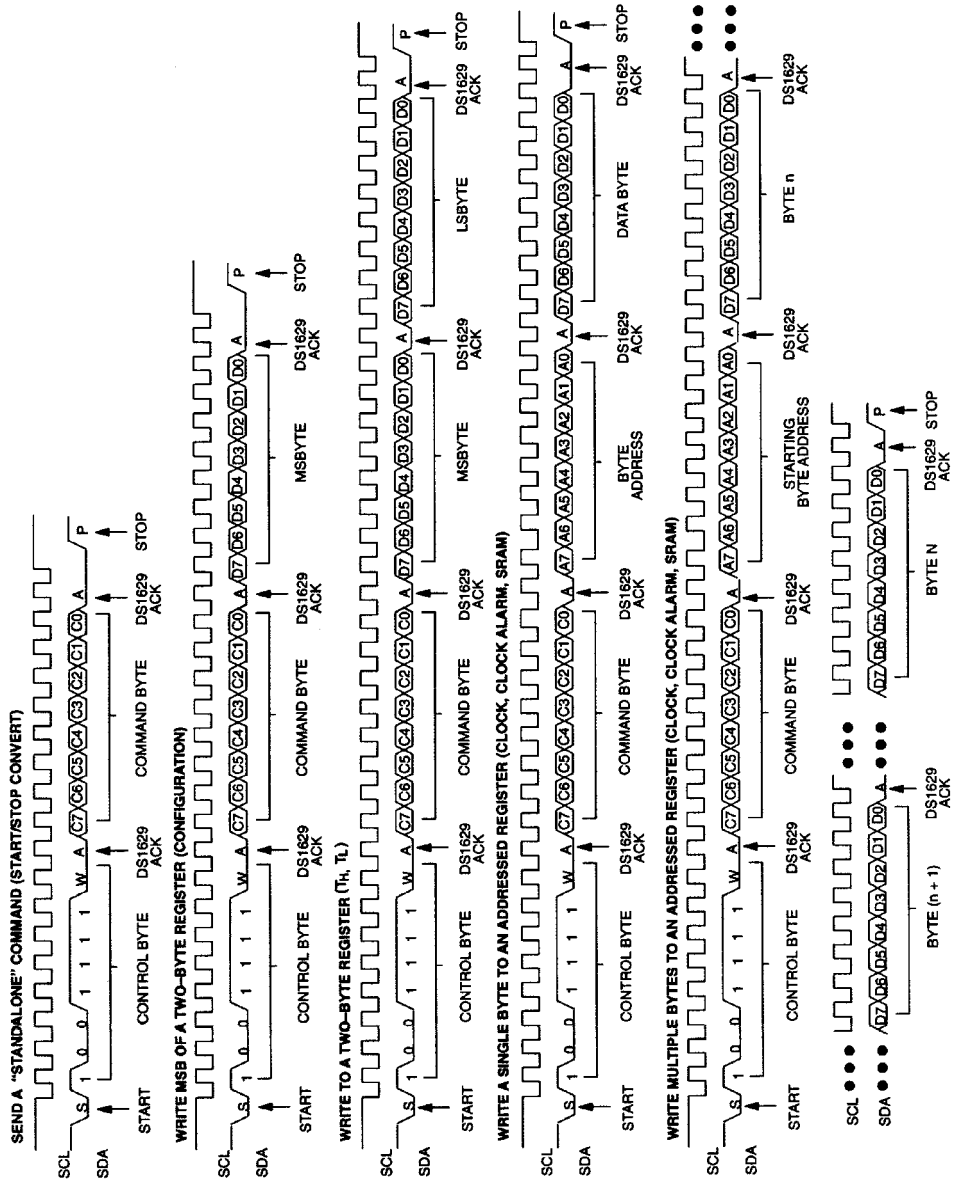 SEND A "STANDALONE" COMMAND (START/STOP CONVERT)
SCL
SDA
S 1 0 0 1 1 1 1 W A C7 C6 C5 C4 C3 C2 C1 C0 A P
START CONTROL BYTE DS1629 ACK COMMAND BYTE DS1629 ACK STOP
WRITE MSB OF A TWO–BYTE REGISTER (CONFIGURATION)
SCL
SDA
S 1 0 0 1 1 1 1 W A C7 C6 C5 C4 C3 C2 C1 C0 A D7 D6 D5 D4 D3 D2 D1 D0 A P
START CONTROL BYTE DS1629 ACK COMMAND BYTE DS1629 ACK MSBYTE DS1629 ACK STOP
WRITE TO A TWO–BYTE REGISTER (TH, TL)
SCL
SDA
S 1 0 0 1 1 1 1 W A C7 C6 C5 C4 C3 C2 C1 C0 A D7 D6 D5 D4 D3 D2 D1 D0 A D7 D6 D5 D4 D3 D2 D1 D0 A P
START CONTROL BYTE DS1629 ACK COMMAND BYTE DS1629 ACK MSBYTE DS1629 ACK LSBYTE DS1629 ACK STOP
WRITE A SINGLE BYTE TO AN ADDRESSED REGISTER (CLOCK, CLOCK ALARM, SRAM)
SCL
SDA
S 1 0 0 1 1 1 1 W A C7 C6 C5 C4 C3 C2 C1 C0 A A7 A6 A5 A4 A3 A2 A1 A0 A D7 D6 D5 D4 D3 D2 D1 D0 A P
START CONTROL BYTE DS1629 ACK COMMAND BYTE DS1629 ACK BYTE ADDRESS DS1629 ACK DATA BYTE DS1629 ACK STOP
WRITE MULTIPLE BYTES TO AN ADDRESSED REGISTER (CLOCK, CLOCK ALARM, SRAM)
SCL
SDA
S 1 0 0 1 1 1 1 W A C7 C6 C5 C4 C3 C2 C1 C0 A A7 A6 A5 A4 A3 A2 A1 A0 A D7 D6 D5 D4 D3 D2 D1 D0 A
START CONTROL BYTE DS1629 ACK COMMAND BYTE DS1629 ACK STARTING BYTE ADDRESS DS1629 ACK BYTE n DS1629 ACK
SCL
SDA
D7 D6 D5 D4 D3 D2 D1 D0 A D7 D6 D5 D4 D3 D2 D1 D0 A P
BYTE (n + 1) DS1629 ACK BYTE N DS1629 ACK STOP